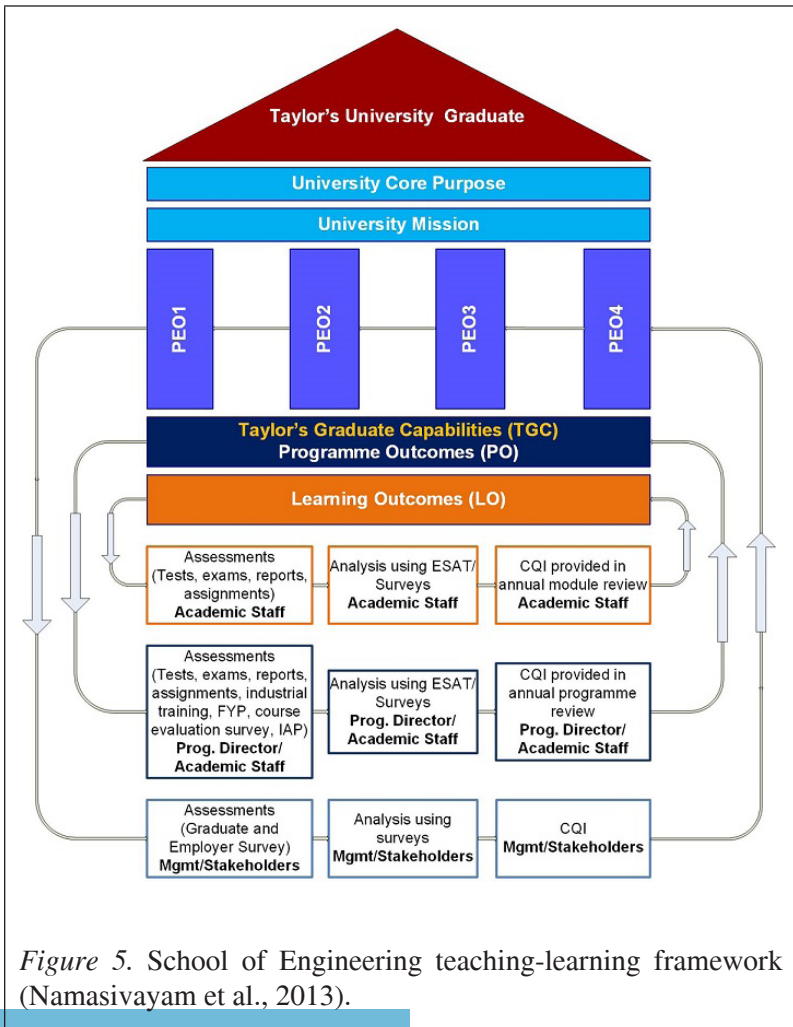 Taylor's University Graduate
University Core Purpose
University Mission
PEO1
PEO2
PEO3
PEO4
Taylor's Graduate Capabilities (TGC)
Programme Outcomes (PO)
Learning Outcomes (LO)
Assessments
(Tests, exams, reports,
assignments)
Academic Staff
Analysis using ESAT/
Surveys
Academic Staff
CQI provided in
annual module review
Academic Staff
Assessments
(Tests, exams, reports,
assignments, industrial
training, FYP, course
evaluation survey, IAP)
Prog. Director/
Academic Staff
Analysis using ESAT/
Surveys
Prog. Director/
Academic Staff
CQI provided in
annual programme
review
Prog. Director/
Academic Staff
Assessments
(Graduate and
Employer Survey)
Mgmt/Stakeholders
Analysis using
surveys
Mgmt/Stakeholders
CQI
Mgmt/Stakeholders
Figure 5. School of Engineering teaching-learning framework
(Namasivayam et al., 2013).